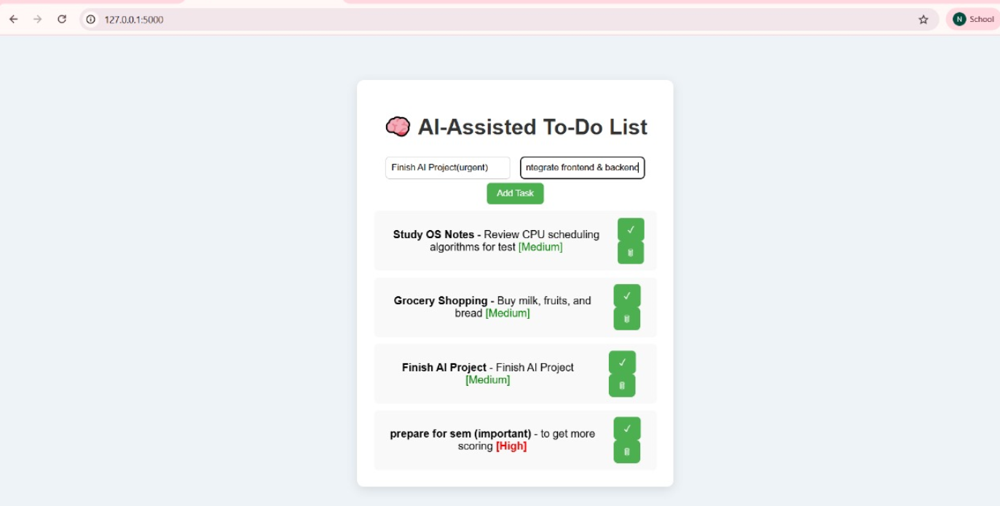 127.0.0.1:5000
N School
AI-Assisted To-Do List
Finish AI Project(urgent)
ntegrate frontend & backend
Add Task
Study OS Notes - Review CPU scheduling
algorithms for test [Medium]
Grocery Shopping - Buy milk, fruits, and
bread [Medium]
Finish AI Project - Finish AI Project
[Medium]
prepare for sem (important) - to get more
scoring [High]